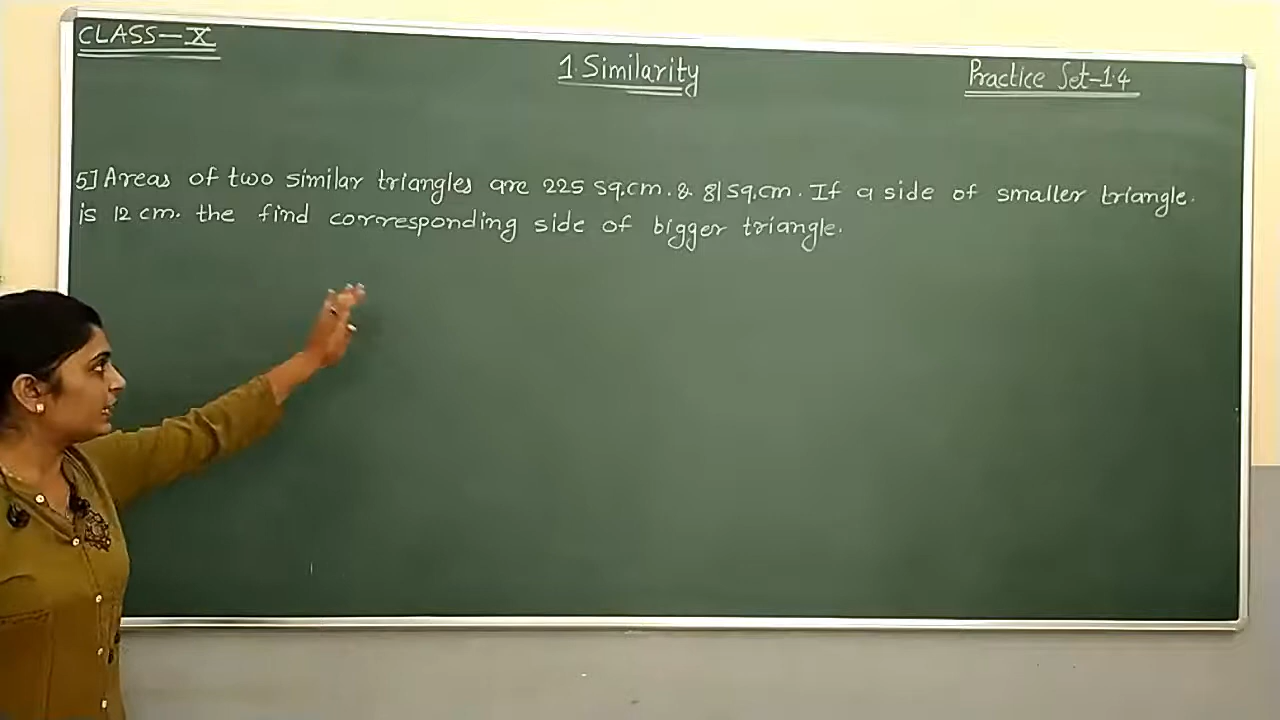 CLASS-X
1.Similarity
Practice Set-1.4
5] Areas of two similar triangles are 225 sq.cm. & 81 sq.cm. If a side of smaller triangle.
is 12 cm. the find corresponding side of bigger triangle.